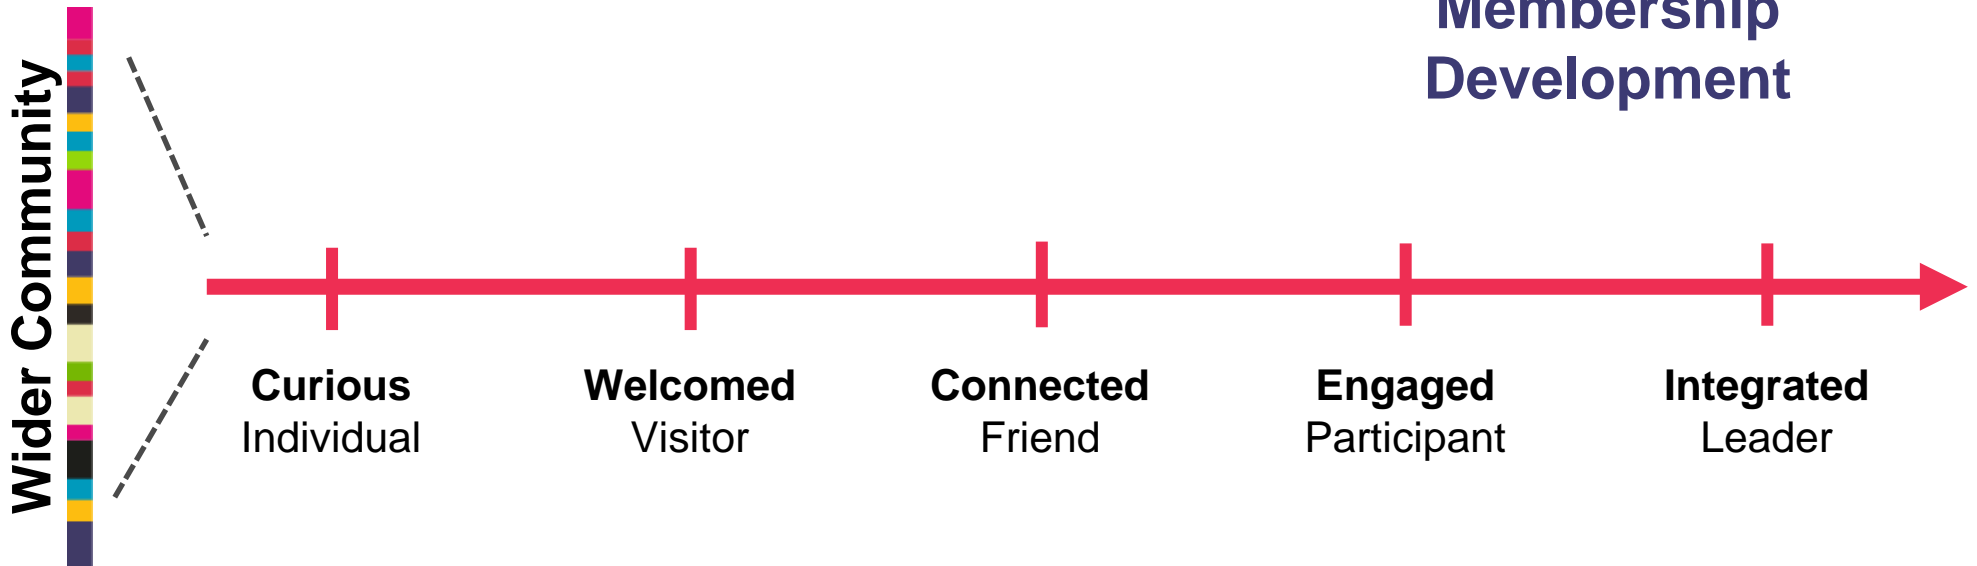 Membership
Development
Wider Community
Curious
Individual
Welcomed
Visitor
Connected
Friend
Engaged
Participant
Integrated
Leader